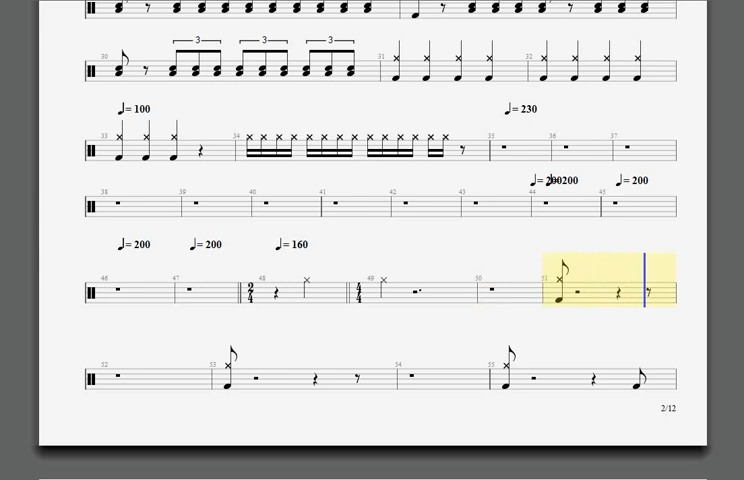 30 3 3 3 31 32
♩= 100 ♩= 230
33 34 35 36 37
♩= 200 ♩= 200
38 39 40 41 42 43 44 45
♩= 200 ♩= 200 ♩= 160
46 47 2/4 48 4/4 49 50 51
52 53 54 55
2/12